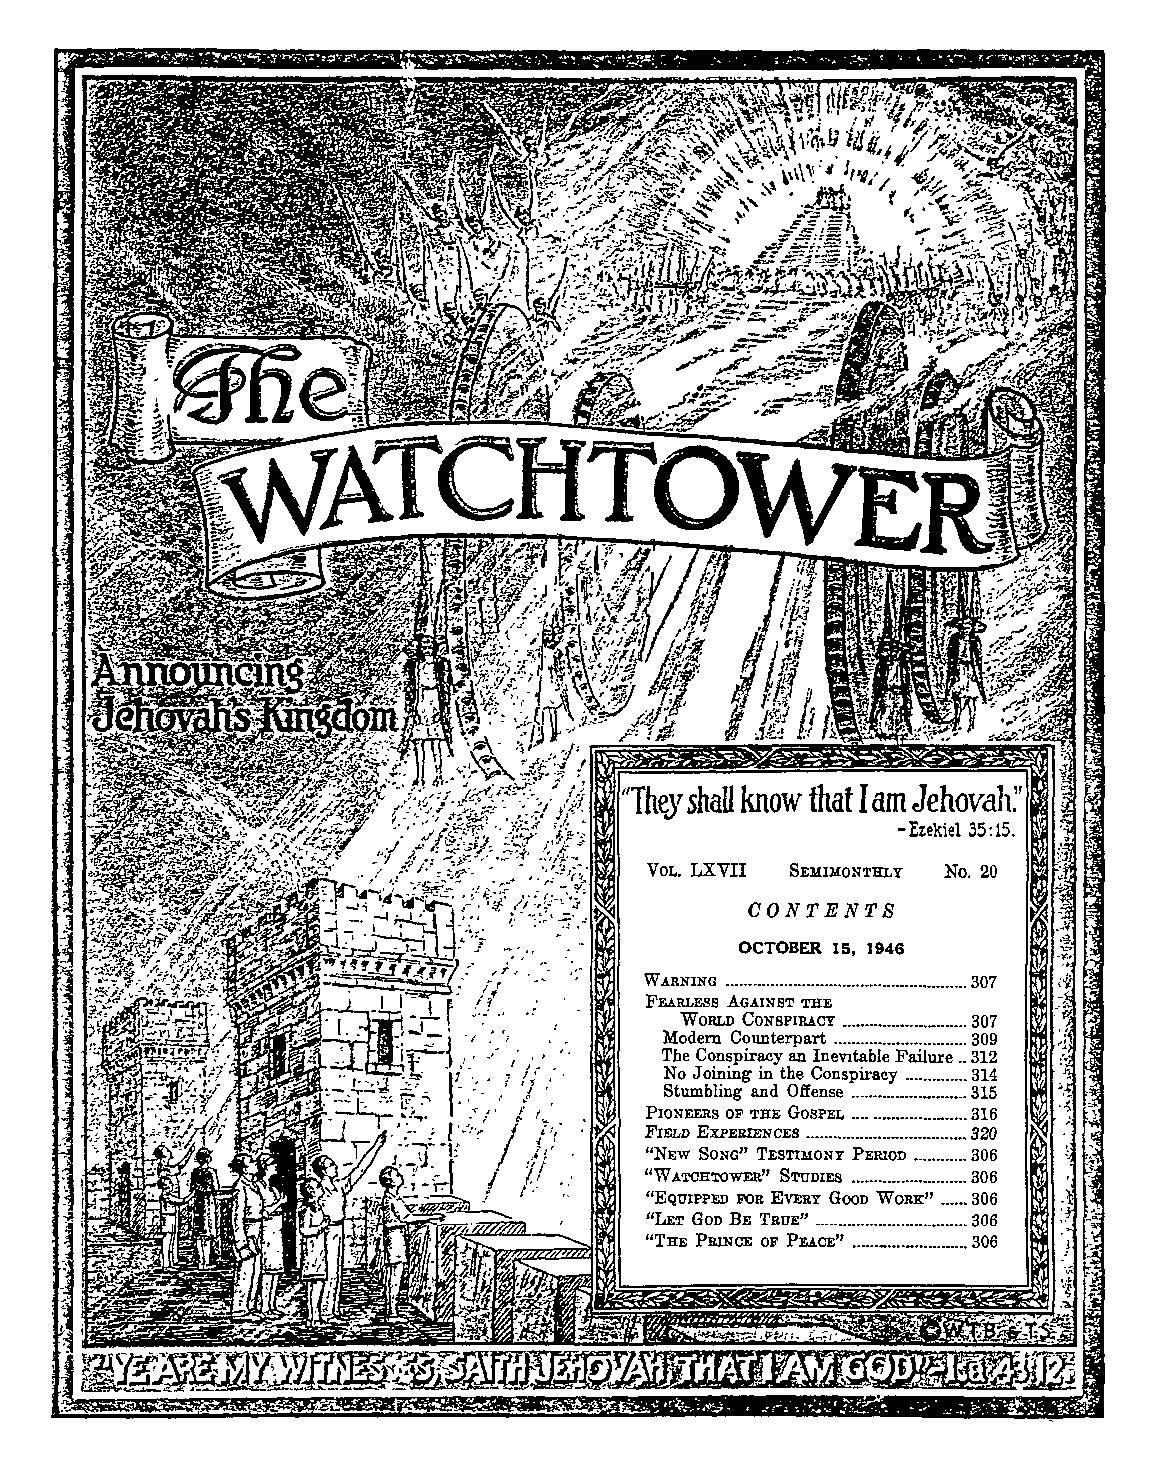 The
WATCHTOWER
Announcing
Jehovah's Kingdom
"They shall know that I am Jehovah."
-Ezekiel 35:15.
VOL. LXVII SEMIMONTHLY No. 20
CONTENTS
OCTOBER 15, 1946
WARNING ........ 307
FEARLESS AGAINST THE
WORLD CONSPIRACY ........ 307
Modern Counterpart ........ 309
The Conspiracy an Inevitable Failure .. 312
No Joining in the Conspiracy ........ 314
Stumbling and Offense ........ 315
PIONEERS OF THE GOSPEL ........ 316
FIELD EXPERIENCES ........ 320
"NEW SONG" TESTIMONY PERIOD ........ 306
"WATCHTOWER" STUDIES ........ 306
"EQUIPPED FOR EVERY GOOD WORK" ..... 306
"LET GOD BE TRUE" ........ 306
"THE PRINCE OF PEACE" ........ 306
©W.T.B.&T.S.
"YE ARE MY WITNESSES, SAITH JEHOVAH, THAT I AM GOD"-Isa.43:12.